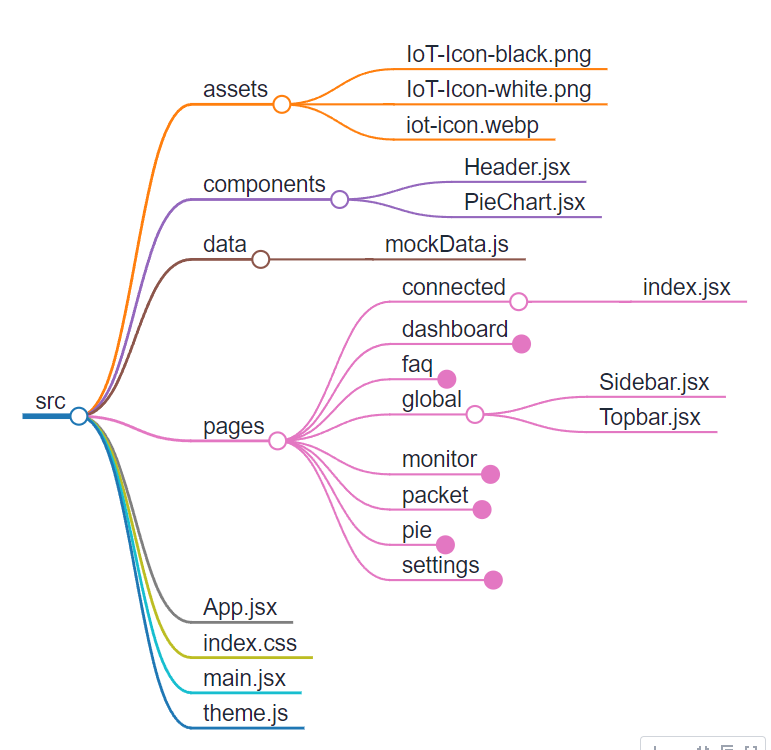 src
assets
IoT-Icon-black.png
IoT-Icon-white.png
iot-icon.webp
components
Header.jsx
PieChart.jsx
data
mockData.js
pages
connected
index.jsx
dashboard
faq
global
Sidebar.jsx
Topbar.jsx
monitor
packet
pie
settings
App.jsx
index.css
main.jsx
theme.js